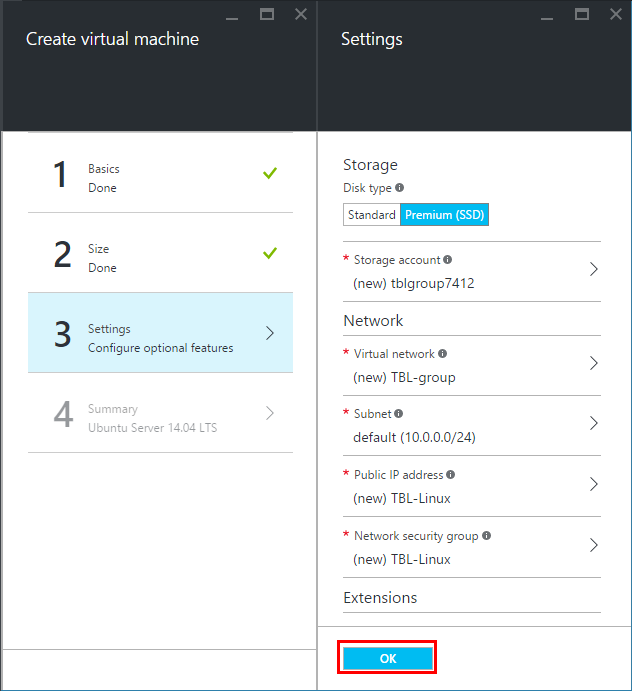 Create virtual machine
1
Basics
Done
2
Size
Done
3
Settings
Configure optional features
4
Summary
Ubuntu Server 14.04 LTS
Settings
Storage
Disk type
Standard Premium (SSD)
* Storage account
(new) tblgroup7412
Network
* Virtual network
(new) TBL-group
* Subnet
default (10.0.0.0/24)
* Public IP address
(new) TBL-Linux
* Network security group
(new) TBL-Linux
Extensions
OK